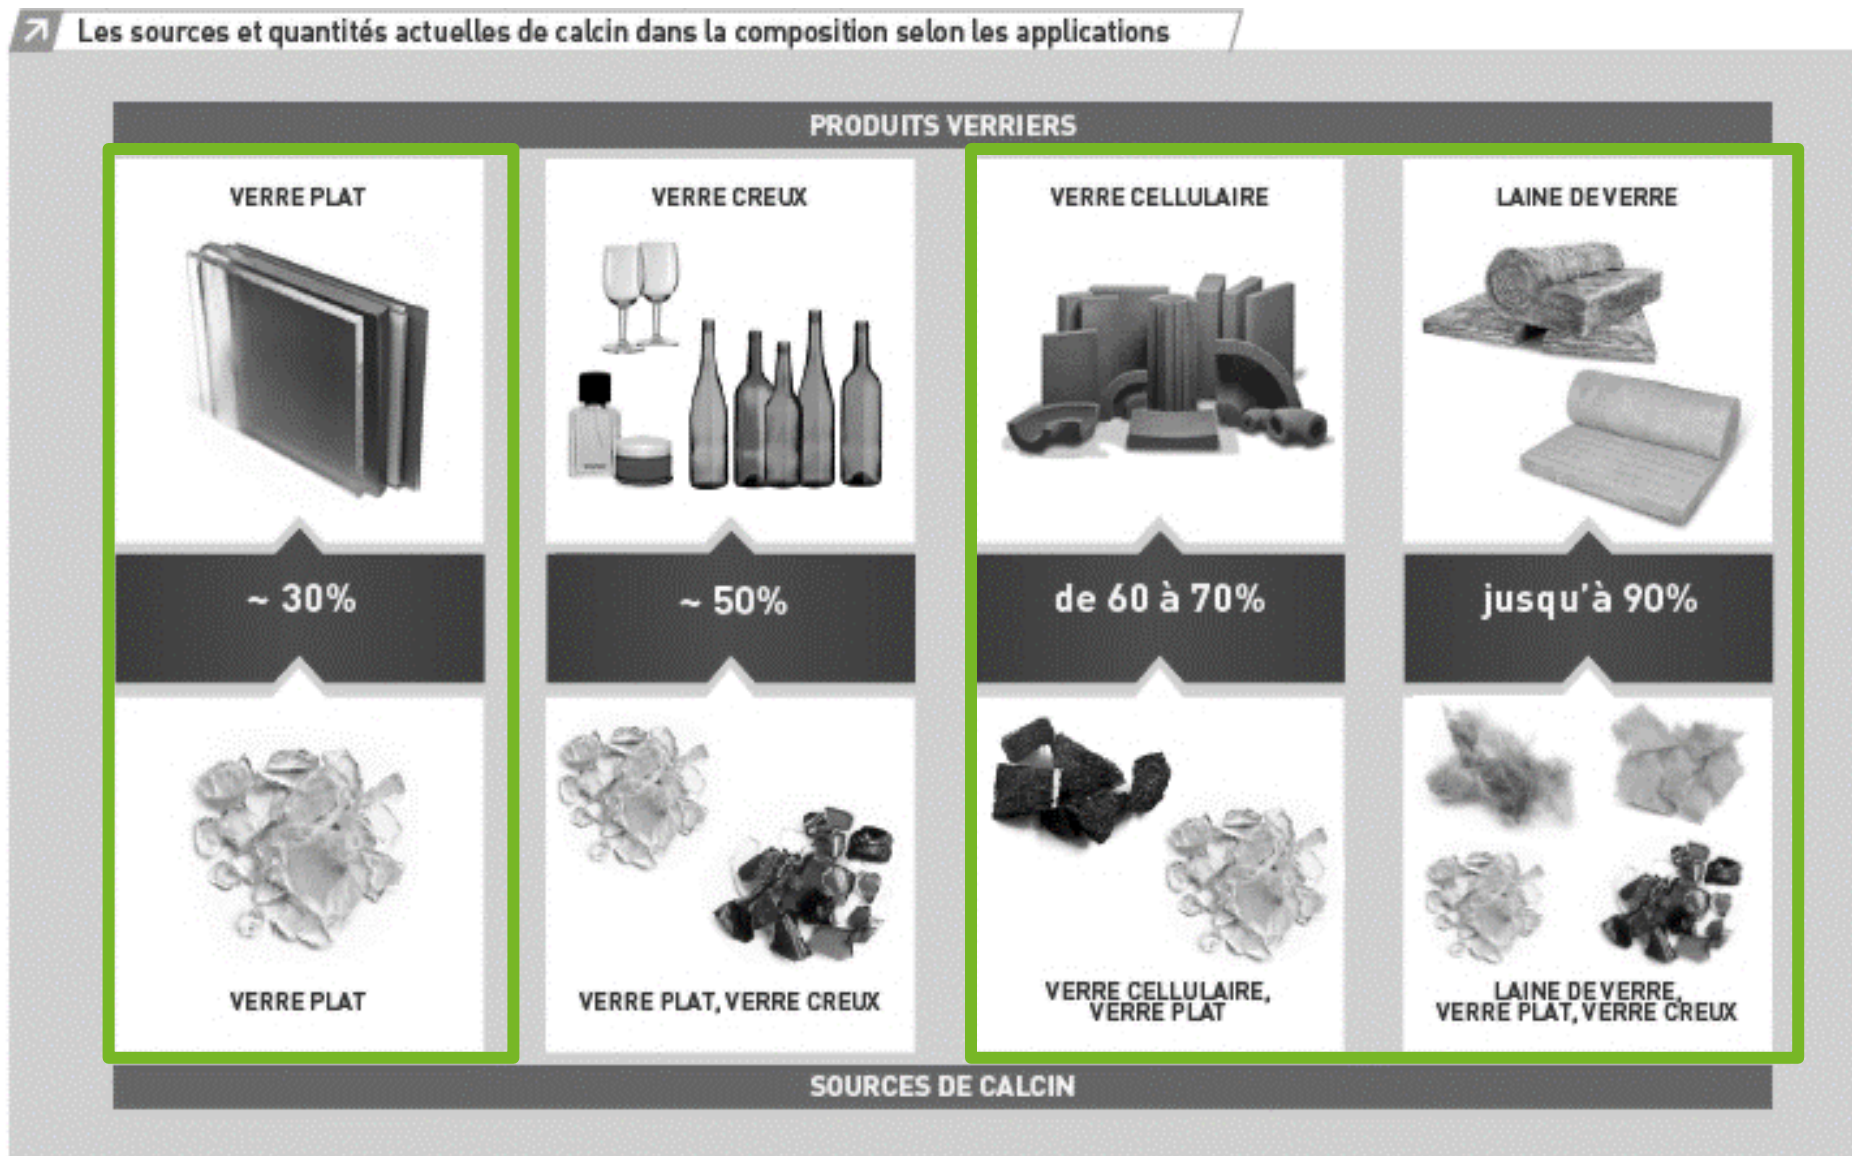 Les sources et quantités actuelles de calcin dans la composition selon les applications
PRODUITS VERRIERS
VERRE PLAT
VERRE CREUX
VERRE CELLULAIRE
LAINE DE VERRE
~ 30%
~ 50%
de 60 à 70%
jusqu'à 90%
VERRE PLAT
VERRE PLAT, VERRE CREUX
VERRE CELLULAIRE,
VERRE PLAT
LAINE DE VERRE,
VERRE PLAT, VERRE CREUX
SOURCES DE CALCIN